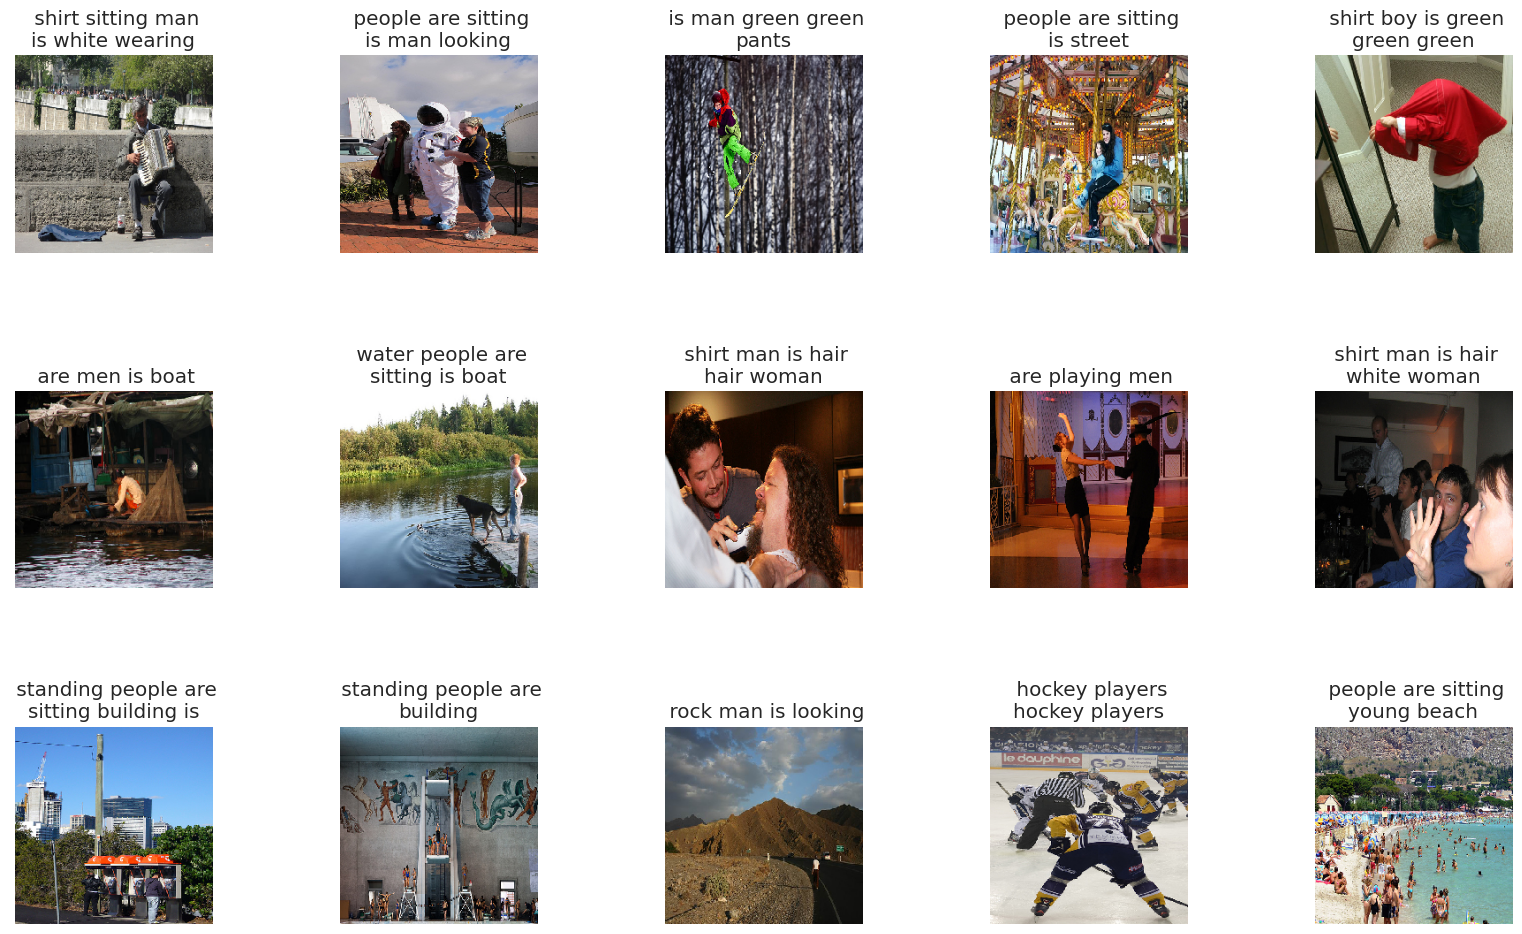 shirt sitting man
is white wearing
people are sitting
is man looking
is man green green
pants
people are sitting
is street
shirt boy is green
green green
are men is boat
water people are
sitting is boat
shirt man is hair
hair woman
are playing men
shirt man is hair
white woman
standing people are
sitting building is
standing people are
building
rock man is looking
hockey players
hockey players
le dauphine
people are sitting
young beach